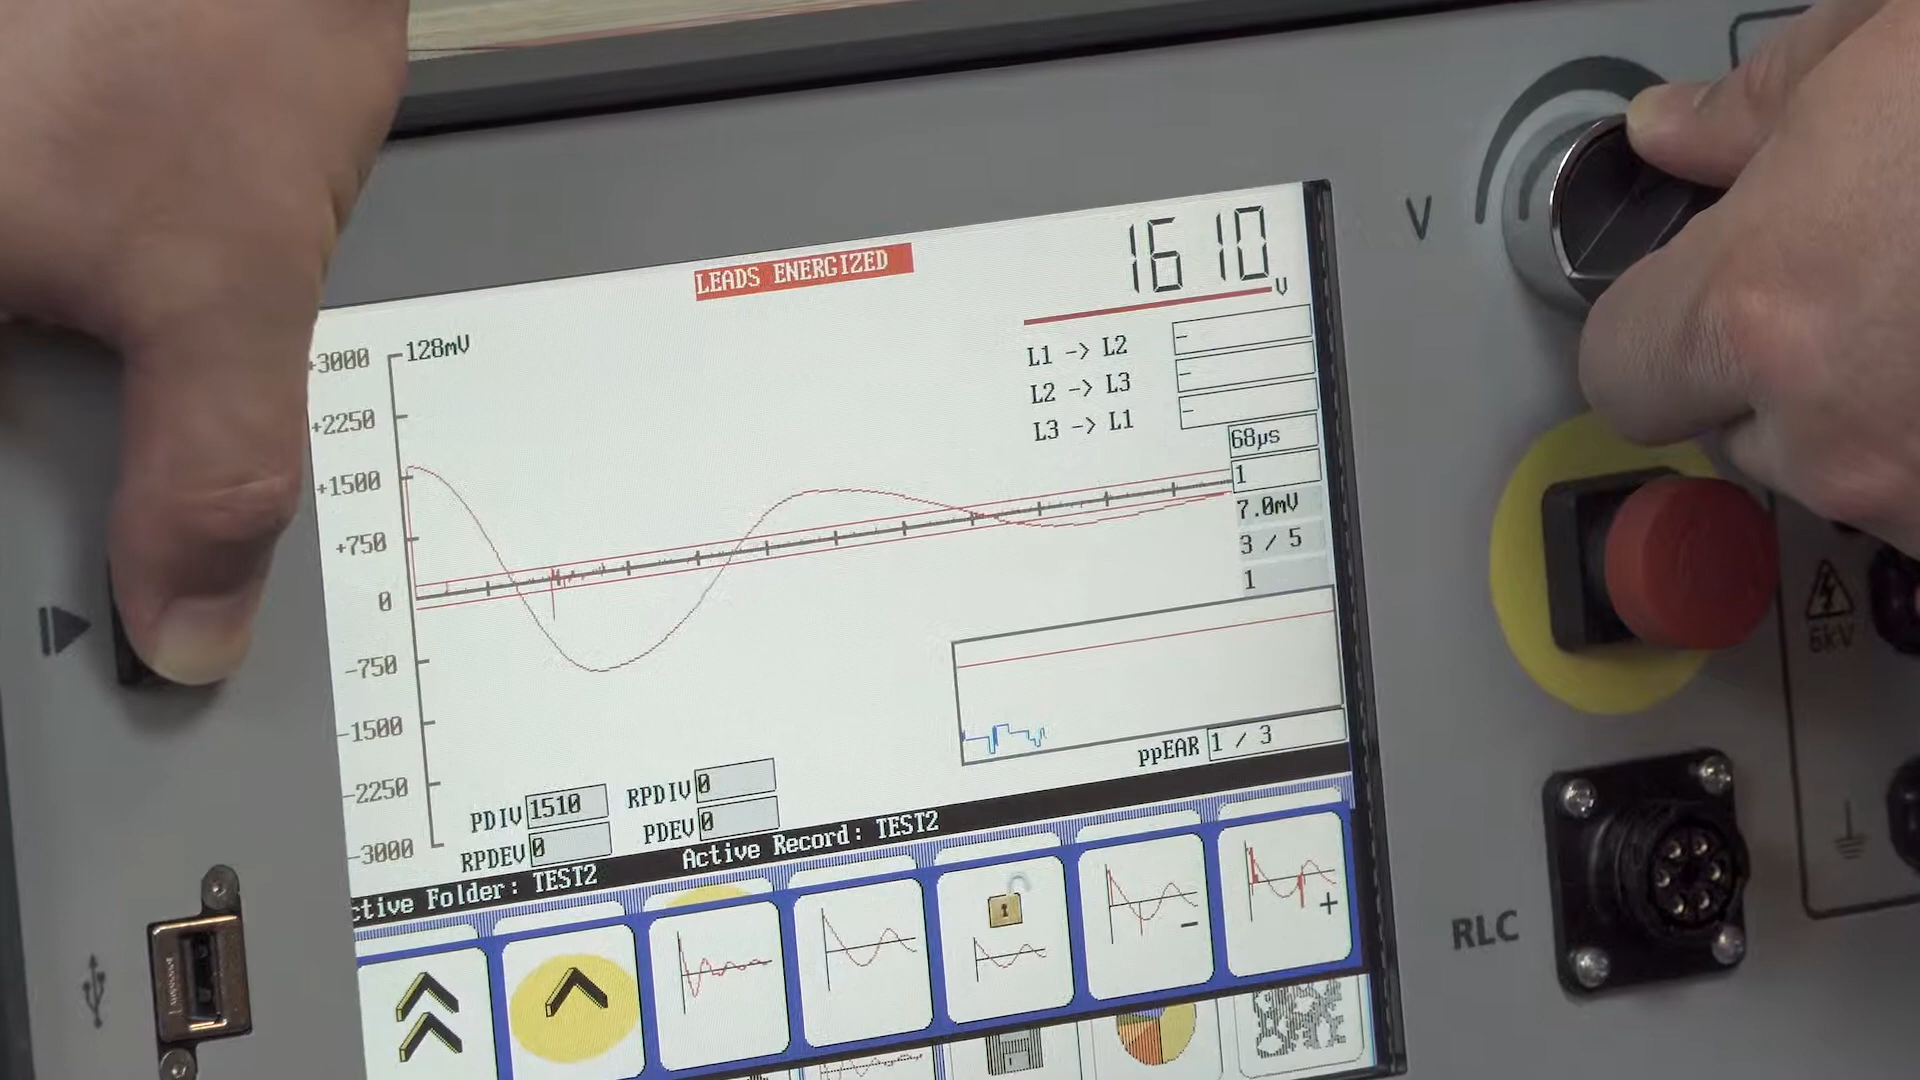 LEADS ENERGIZED
1610
V
V
+3000
128mV
+2250
+1500
+750
0
-750
-1500
-2250
-3000
L1 -> L2
L2 -> L3
L3 -> L1
68µs
1
7.0mV
3 / 5
1
6kV
ppEAR 1 / 3
PDIV 1510
RPDIV 0
RPDEV 0
PDEV 0
ctive Folder: TEST2
Active Record: TEST2
RLC